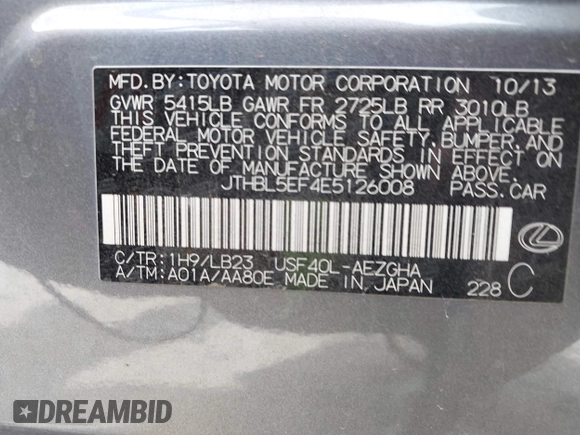 MFD.BY:TOYOTA MOTOR CORPORATION 10/13
GVWR 5415LB GAWR FR 2725LB RR 3010LB
THIS VEHICLE CONFORMS TO ALL APPLICABLE
FEDERAL MOTOR VEHICLE SAFETY,BUMPER,AND
THEFT PREVENTION STANDARDS IN EFFECT ON
THE DATE OF MANUFACTURE SHOWN ABOVE.
JTHBL5EF4E5126008 PASS.CAR
C/TR:1H9/LB23 USF40L-AEZGHA
A/TM:A01A/AA80E MADE IN JAPAN 228 C
DREAMBID